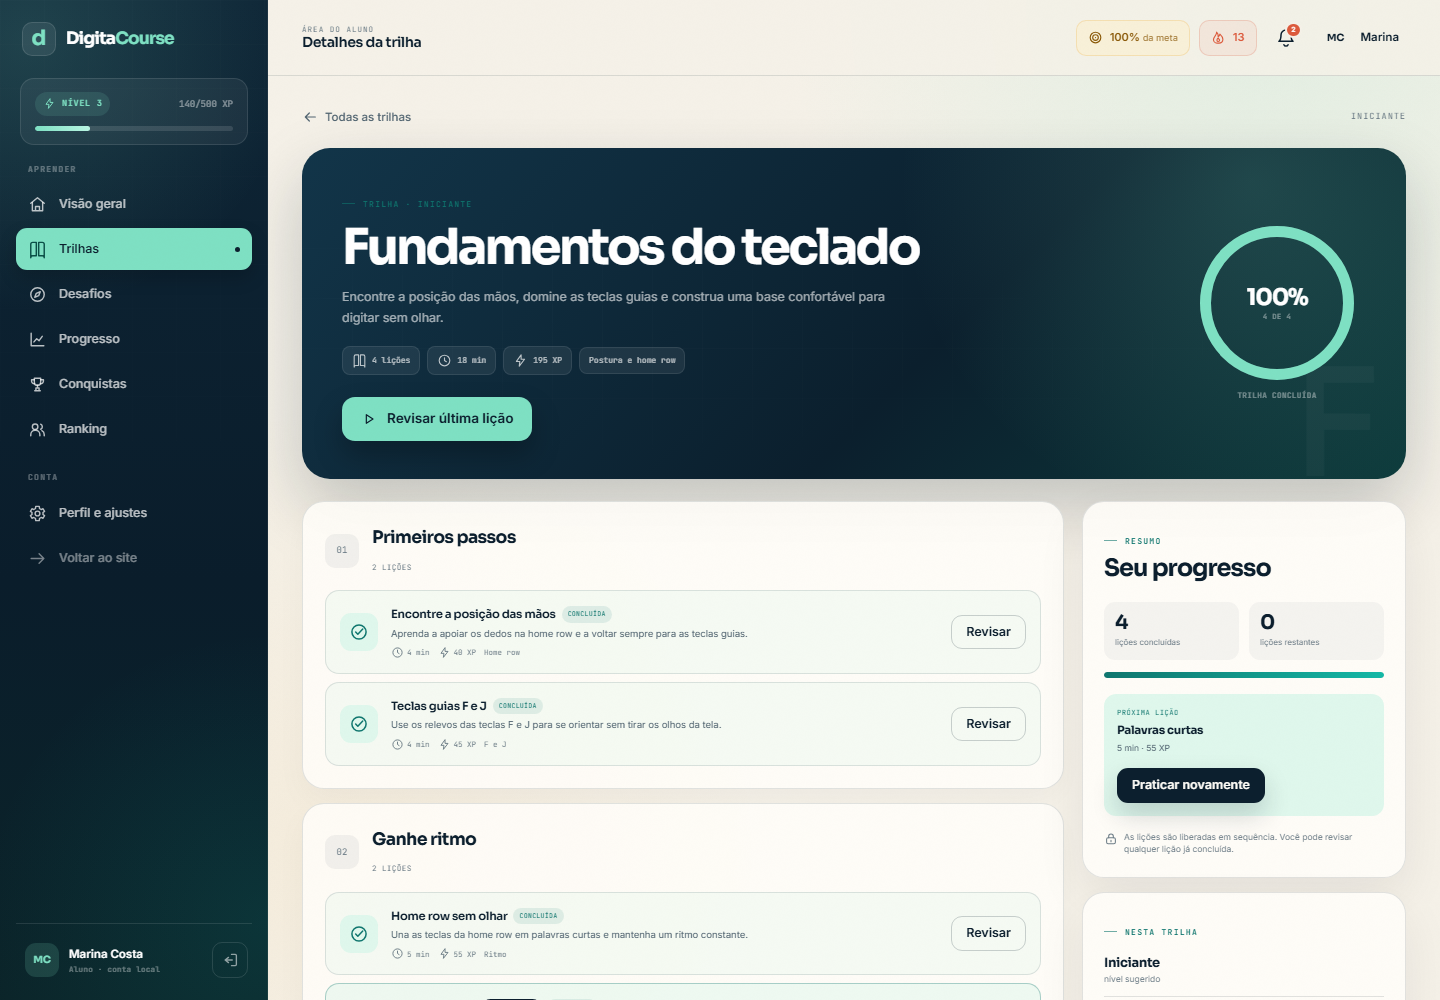 d DigitaCourse
NÍVEL 3
140/500 XP
APRENDER
Visão geral
Trilhas
Desafios
Progresso
Conquistas
Ranking
CONTA
Perfil e ajustes
Voltar ao site
MC
Marina Costa
Aluno · conta local
ÁREA DO ALUNO
Detalhes da trilha
100% da meta
13
2
MC
Marina
Todas as trilhas
INICIANTE
TRILHA · INICIANTE
Fundamentos do teclado
Encontre a posição das mãos, domine as teclas guias e construa uma base confortável para
digitar sem olhar.
4 lições
18 min
195 XP
Postura e home row
Revisar última lição
100%
4 DE 4
TRILHA CONCLUÍDA
F
01
Primeiros passos
2 LIÇÕES
Encontre a posição das mãos
CONCLUÍDA
Aprenda a apoiar os dedos na home row e a voltar sempre para as teclas guias.
4 min
40 XP
Home row
Revisar
Teclas guias F e J
CONCLUÍDA
Use os relevos das teclas F e J para se orientar sem tirar os olhos da tela.
4 min
45 XP
F e J
Revisar
02
Ganhe ritmo
2 LIÇÕES
Home row sem olhar
CONCLUÍDA
Una as teclas da home row em palavras curtas e mantenha um ritmo constante.
5 min
55 XP
Ritmo
Revisar
RESUMO
Seu progresso
4
lições concluídas
0
lições restantes
PRÓXIMA LIÇÃO
Palavras curtas
5 min · 55 XP
Praticar novamente
As lições são liberadas em sequência. Você pode revisar
qualquer lição já concluída.
NESTA TRILHA
Iniciante
nível sugerido